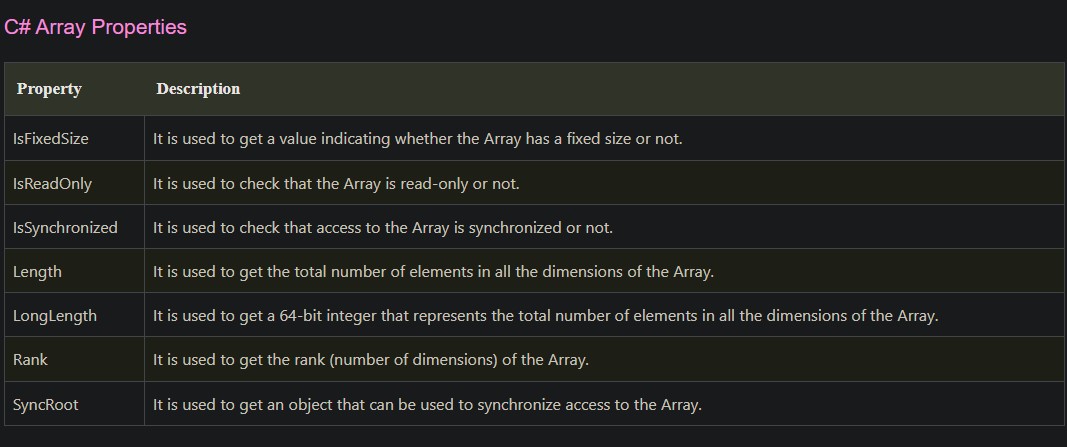 C# Array Properties
Property Description
IsFixedSize It is used to get a value indicating whether the Array has a fixed size or not.
IsReadOnly It is used to check that the Array is read-only or not.
IsSynchronized It is used to check that access to the Array is synchronized or not.
Length It is used to get the total number of elements in all the dimensions of the Array.
LongLength It is used to get a 64-bit integer that represents the total number of elements in all the dimensions of the Array.
Rank It is used to get the rank (number of dimensions) of the Array.
SyncRoot It is used to get an object that can be used to synchronize access to the Array.